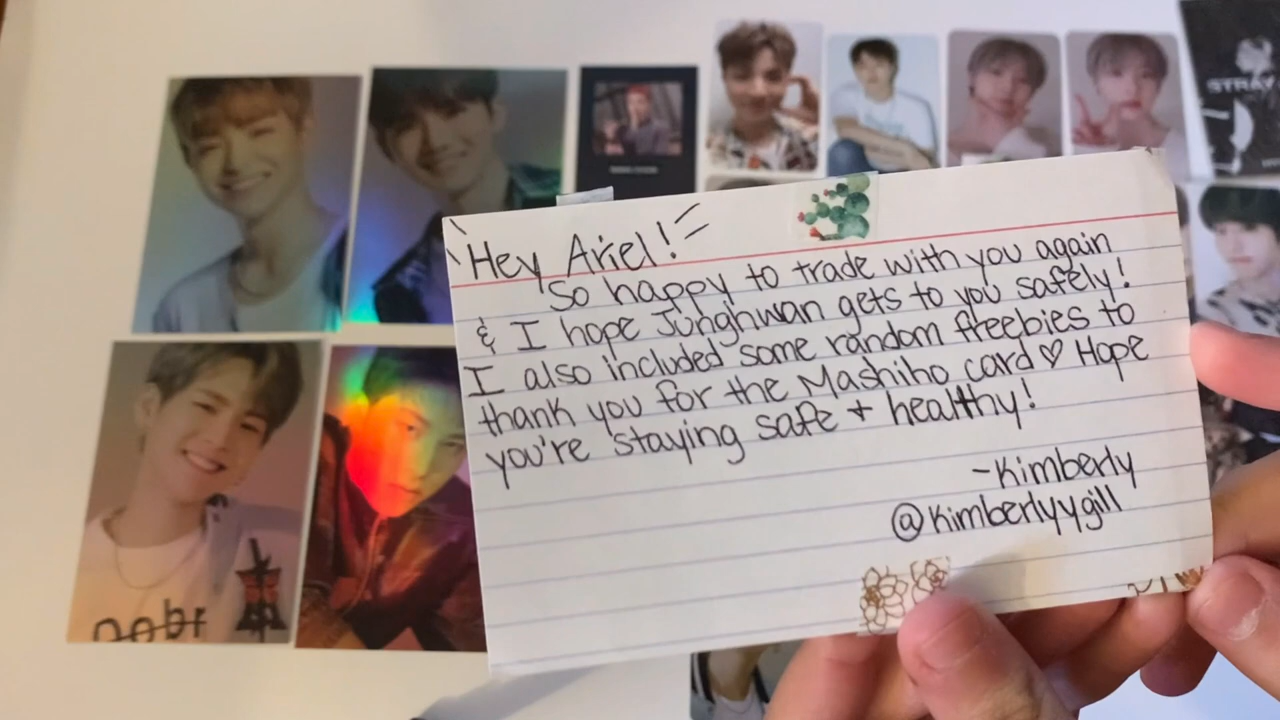 STRAY
Hey Ariel!
So happy to trade with you again
& I hope Junghwan gets to you safely!
I also included some random freebies to
thank you for the Mashiho card ♡ Hope
you're staying safe + healthy!
-Kimberly
@kimberlyygill